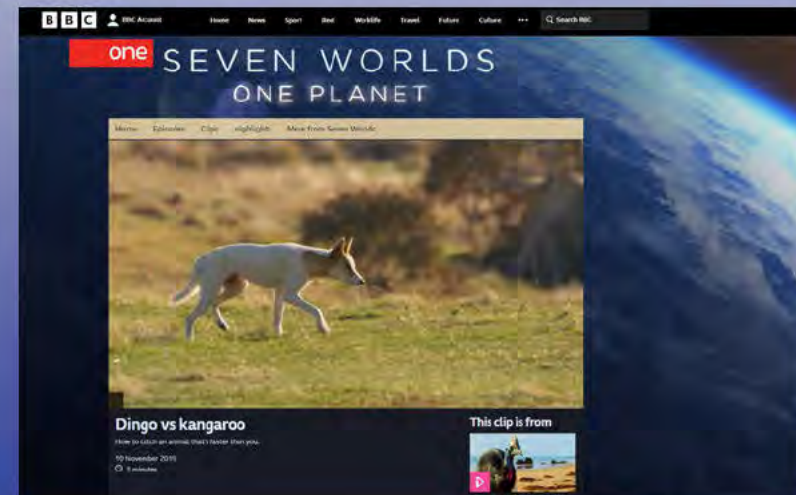 BBC BBC Account Home News Sport Reel Worklife Travel Future Culture ••• Search BBC
one
SEVEN WORLDS
ONE PLANET
Home Episodes Clips Highlights More from Seven Worlds
Dingo vs kangaroo
How to catch an animal that's faster than you.
10 November 2019
5 minutes
This clip is from